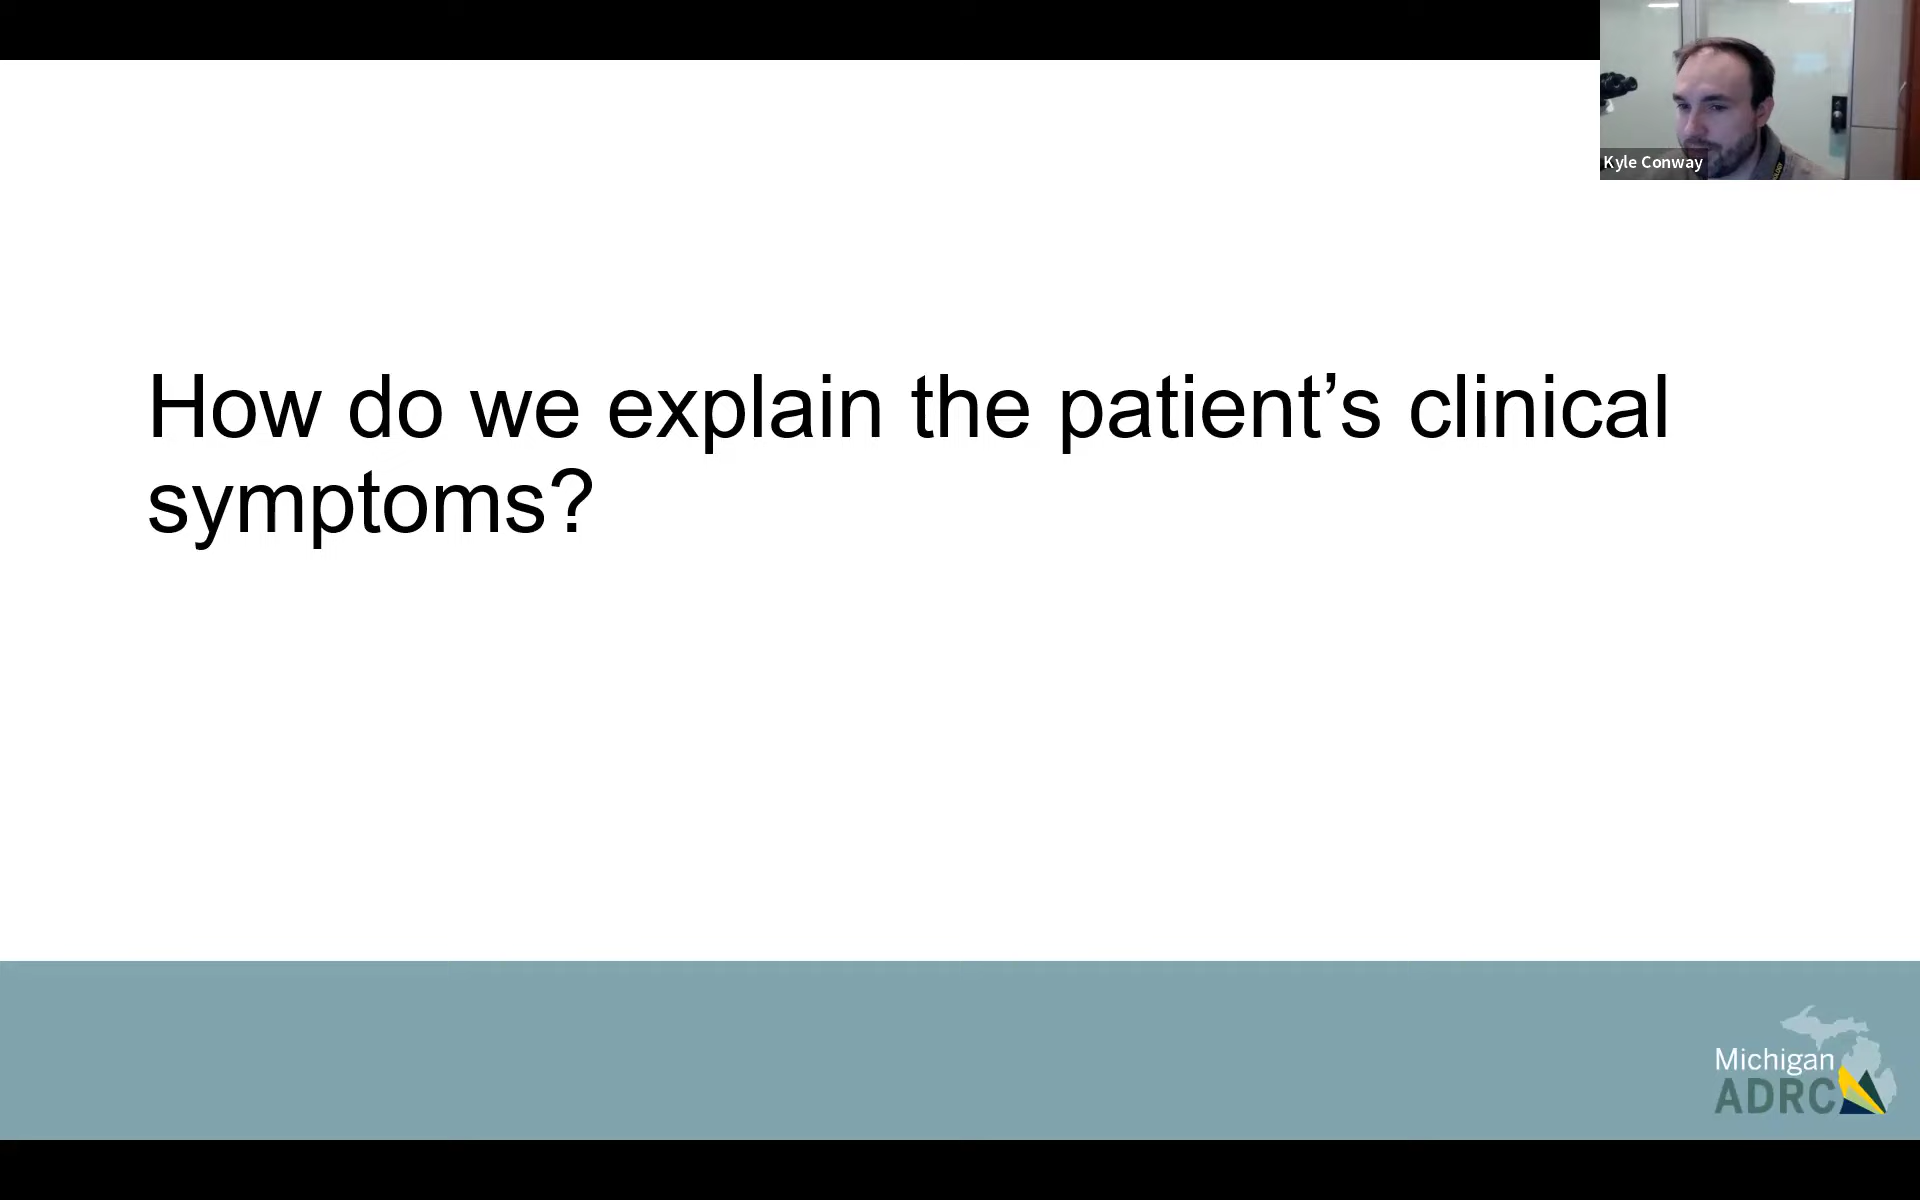 Kyle Conway
How do we explain the patient’s clinical
symptoms?
Michigan
ADRC